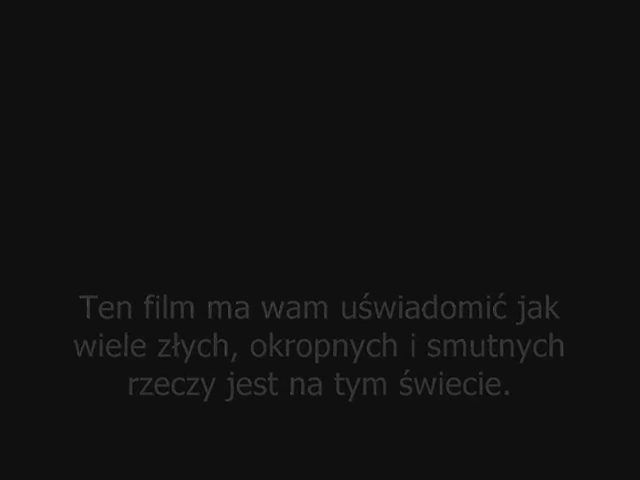 Ten film ma wam uświadomić jak
wiele złych, okropnych i smutnych
rzeczy jest na tym świecie.